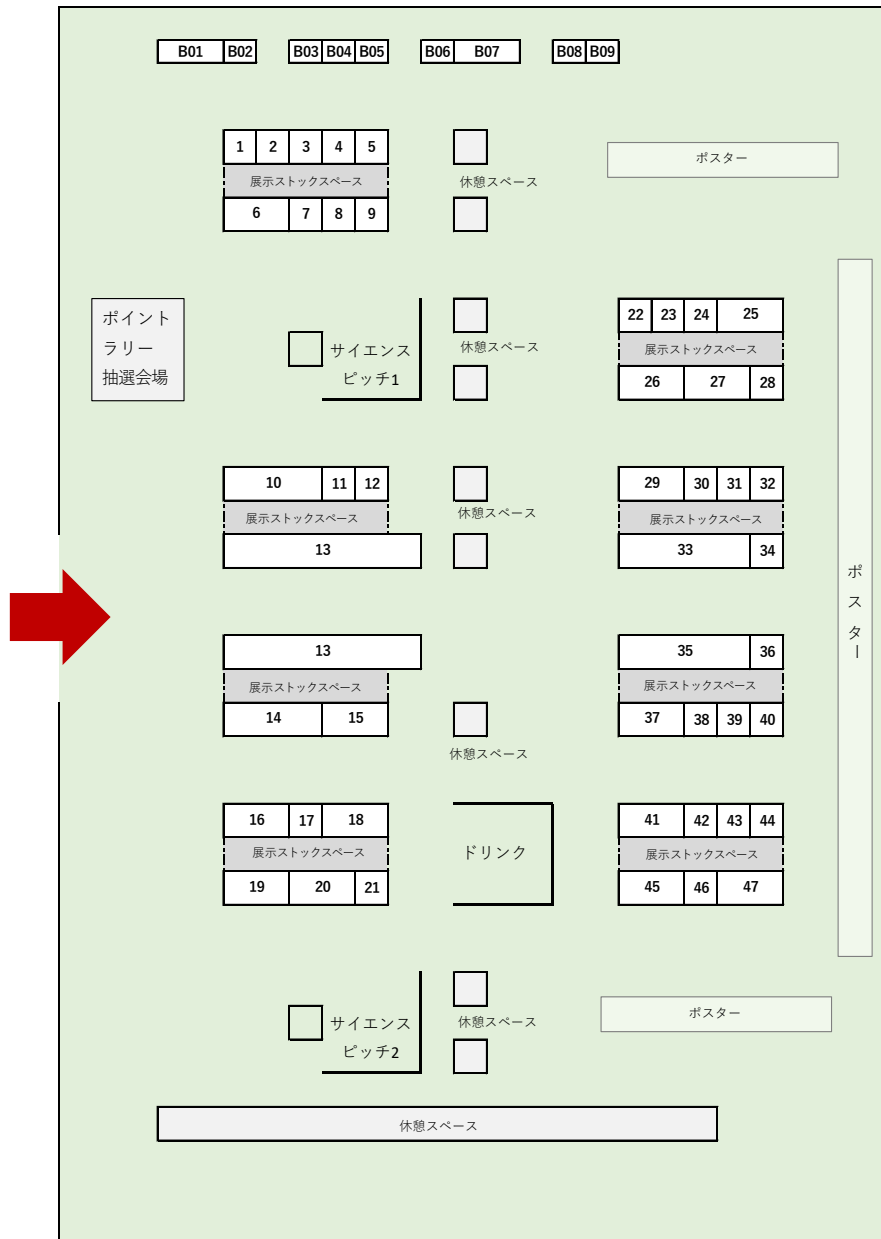 B01 B02 B03 B04 B05 B06 B07 B08 B09
1 2 3 4 5
展示ストックスペース
6 7 8 9
休憩スペース
ポスター
ポイント
ラリー
抽選会場
サイエンス
ピッチ1
休憩スペース
22 23 24 25
展示ストックスペース
26 27 28
10 11 12
展示ストックスペース
13
休憩スペース
29 30 31 32
展示ストックスペース
33 34
ポスター
13
展示ストックスペース
14 15
休憩スペース
35 36
展示ストックスペース
37 38 39 40
16 17 18
展示ストックスペース
19 20 21
ドリンク
41 42 43 44
展示ストックスペース
45 46 47
サイエンス
ピッチ2
休憩スペース
ポスター
休憩スペース